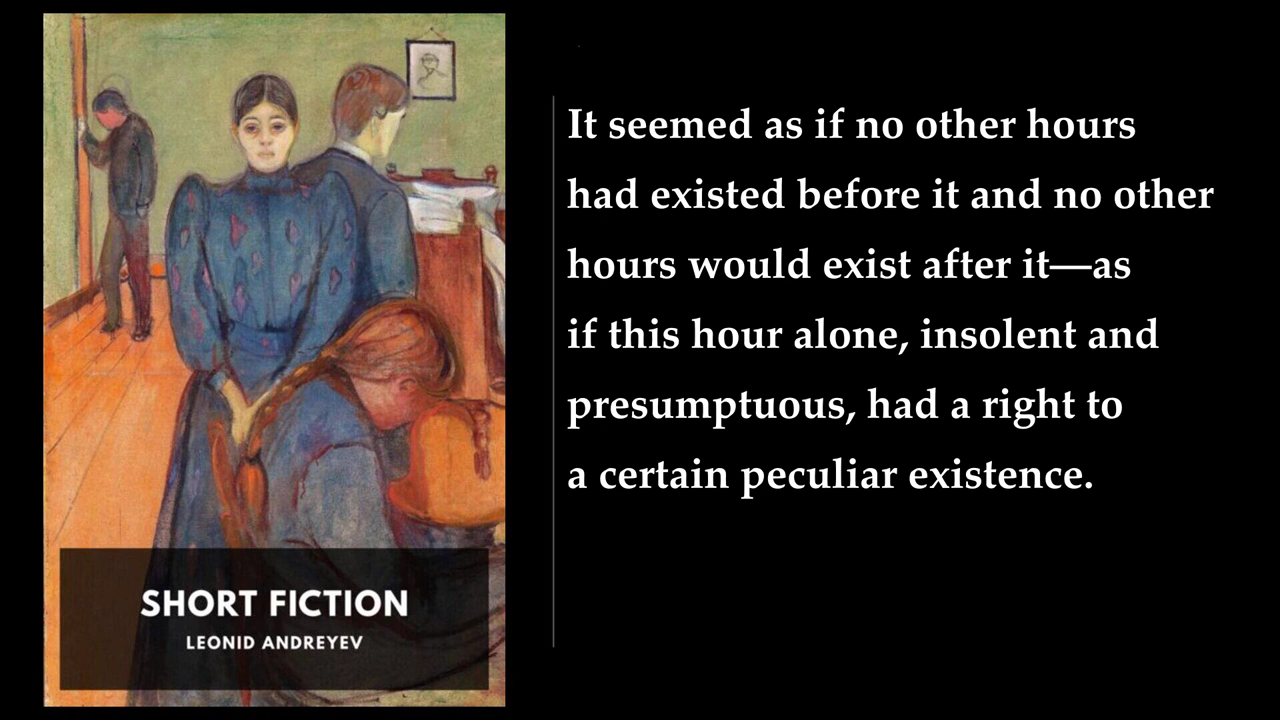 SHORT FICTION
LEONID ANDREYEV
It seemed as if no other hours
had existed before it and no other
hours would exist after it—as
if this hour alone, insolent and
presumptuous, had a right to
a certain peculiar existence.